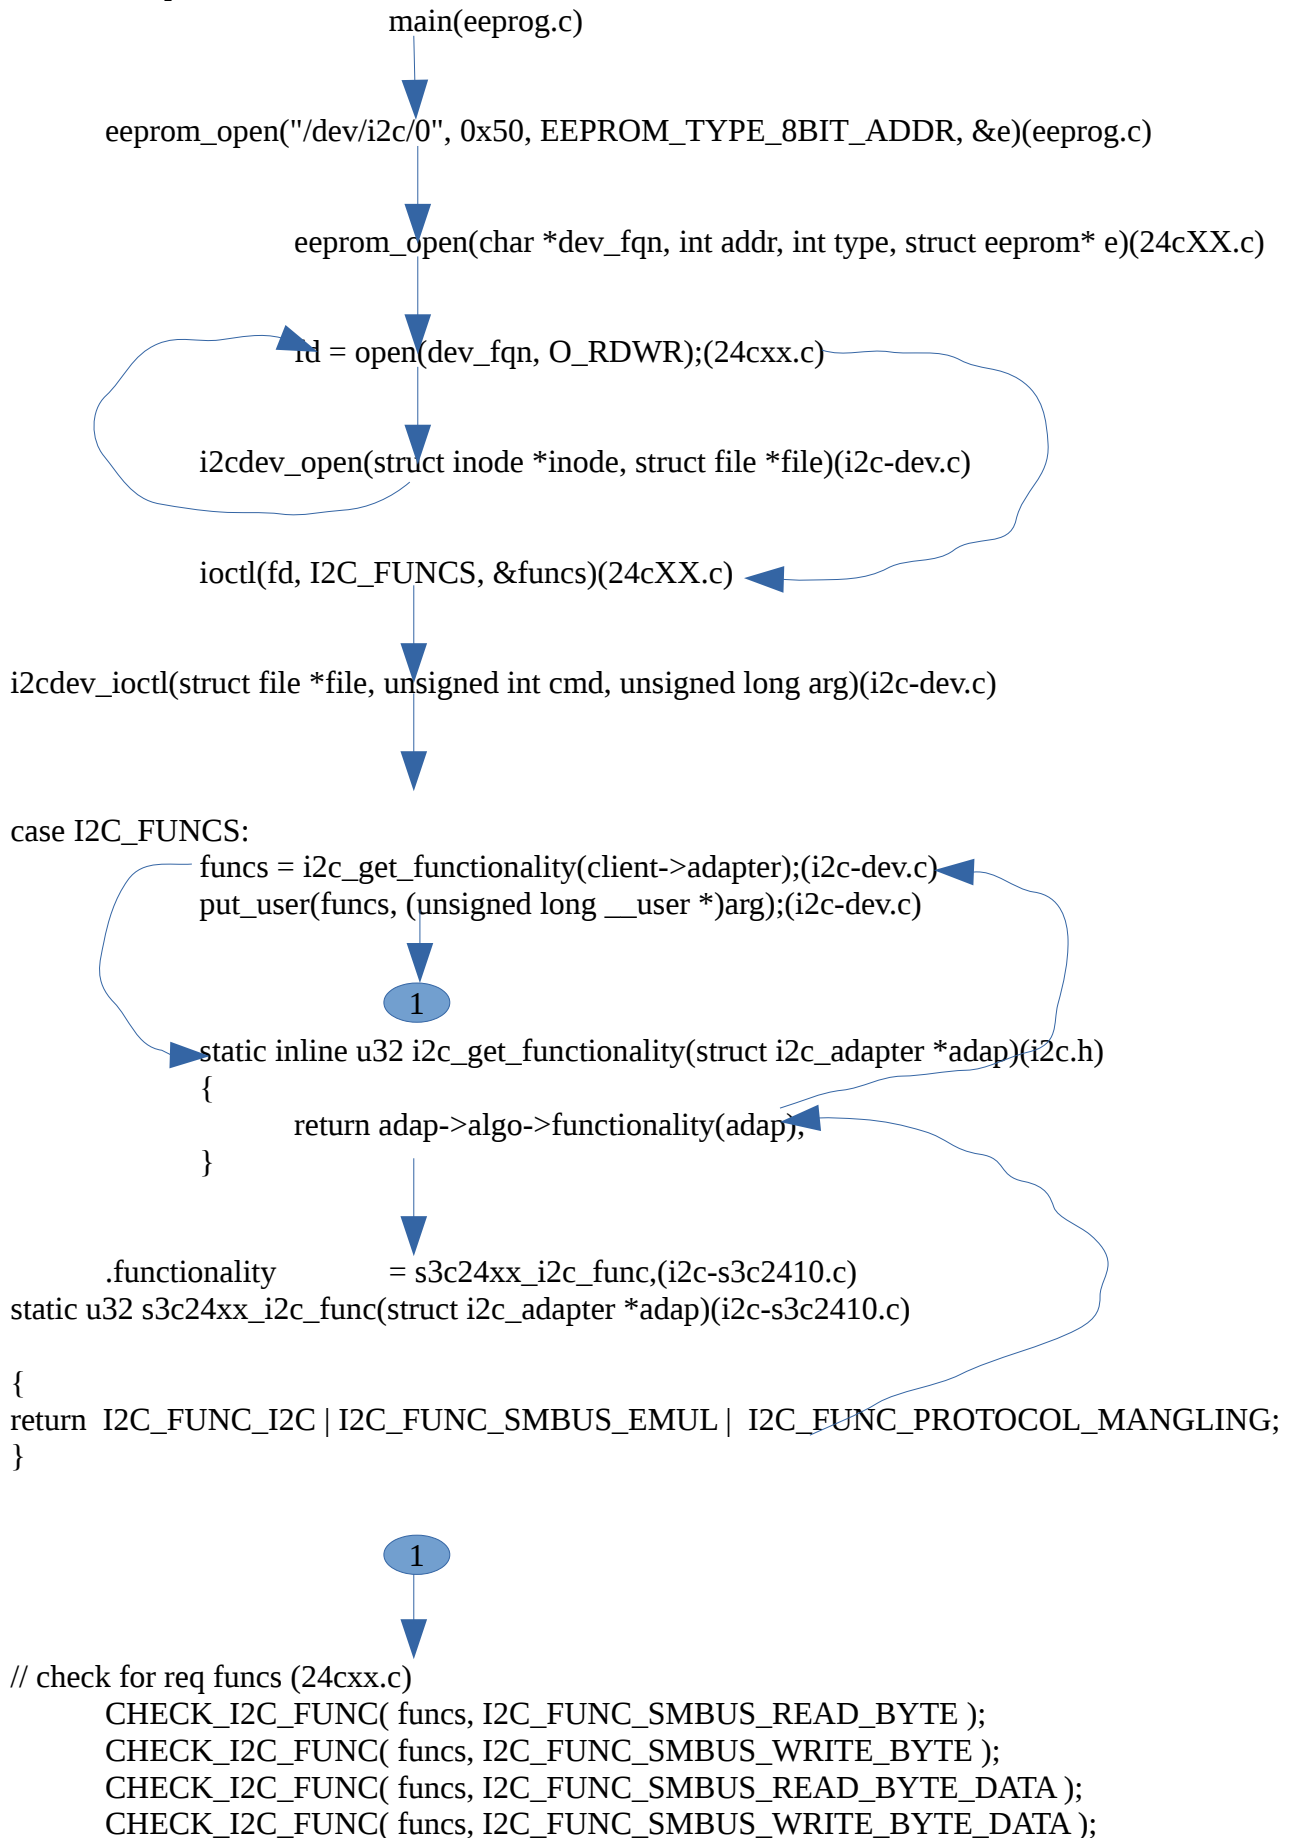 main(eeprog.c)
eeprom_open("/dev/i2c/0", 0x50, EEPROM_TYPE_8BIT_ADDR, &e)(eeprog.c)
eeprom_open(char *dev_fqn, int addr, int type, struct eeprom* e)(24cXX.c)
fd = open(dev_fqn, O_RDWR);(24cxx.c)
i2cdev_open(struct inode *inode, struct file *file)(i2c-dev.c)
ioctl(fd, I2C_FUNCS, &funcs)(24cXX.c)
i2cdev_ioctl(struct file *file, unsigned int cmd, unsigned long arg)(i2c-dev.c)
case I2C_FUNCS:
funcs = i2c_get_functionality(client->adapter);(i2c-dev.c)
put_user(funcs, (unsigned long __user *)arg);(i2c-dev.c)
1
static inline u32 i2c_get_functionality(struct i2c_adapter *adap)(i2c.h)
{
return adap->algo->functionality(adap);
}
.functionality = s3c24xx_i2c_func,(i2c-s3c2410.c)
static u32 s3c24xx_i2c_func(struct i2c_adapter *adap)(i2c-s3c2410.c)
{
return I2C_FUNC_I2C | I2C_FUNC_SMBUS_EMUL | I2C_FUNC_PROTOCOL_MANGLING;
}
1
// check for req funcs (24cxx.c)
CHECK_I2C_FUNC( funcs, I2C_FUNC_SMBUS_READ_BYTE );
CHECK_I2C_FUNC( funcs, I2C_FUNC_SMBUS_WRITE_BYTE );
CHECK_I2C_FUNC( funcs, I2C_FUNC_SMBUS_READ_BYTE_DATA );
CHECK_I2C_FUNC( funcs, I2C_FUNC_SMBUS_WRITE_BYTE_DATA );